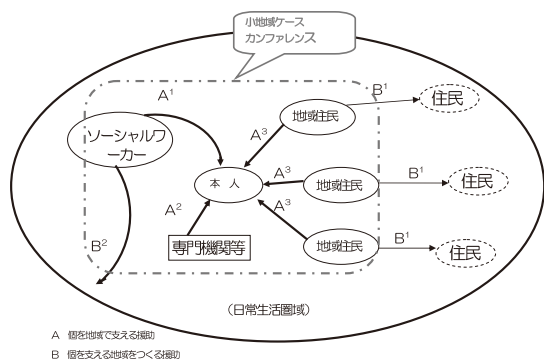 小地域ケース
カンファレンス
A¹
B¹
住民
地域住民
ソーシャルワ
ーカー
A³
本 人
A³
地域住民
B¹
住民
A²
A³
専門機関等
地域住民
B¹
住民
B²
(日常生活圏域)
A 個を地域で支える援助
B 個を支える地域をつくる援助